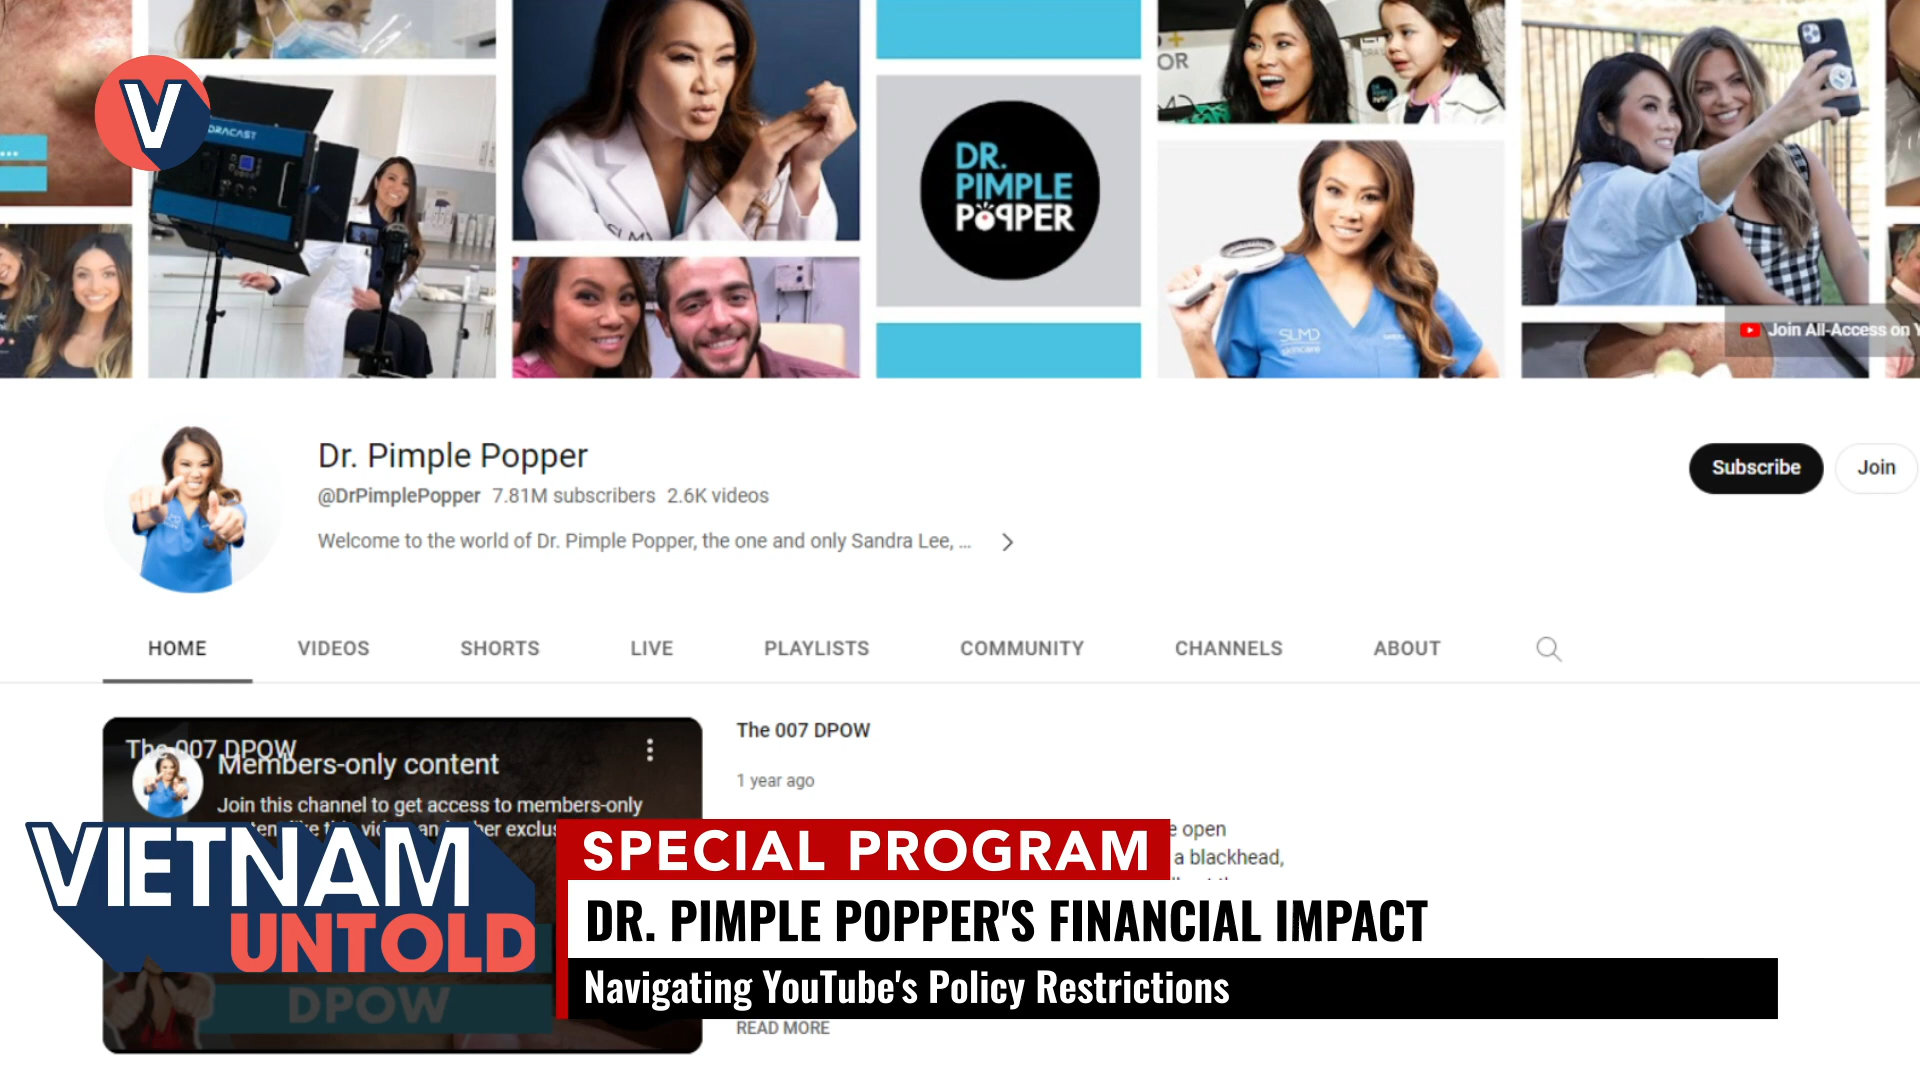 DRACAST
V
...
SLMD
OR
DR.
PIMPLE
POPPER
SLMD
skincare
Join All-Access on Y
Dr. Pimple Popper
@DrPimplePopper 7.81M subscribers 2.6K videos
Welcome to the world of Dr. Pimple Popper, the one and only Sandra Lee, ...
Subscribe
Join
HOME
VIDEOS
SHORTS
LIVE
PLAYLISTS
COMMUNITY
CHANNELS
ABOUT
The 007 DPOW
Members-only content
Join this channel to get access to members-only
The 007 DPOW
1 year ago
open
a blackhead,
VIETNAM
UNTOLD
SPECIAL PROGRAM
DR. PIMPLE POPPER'S FINANCIAL IMPACT
Navigating YouTube's Policy Restrictions
DPOW
READ MORE